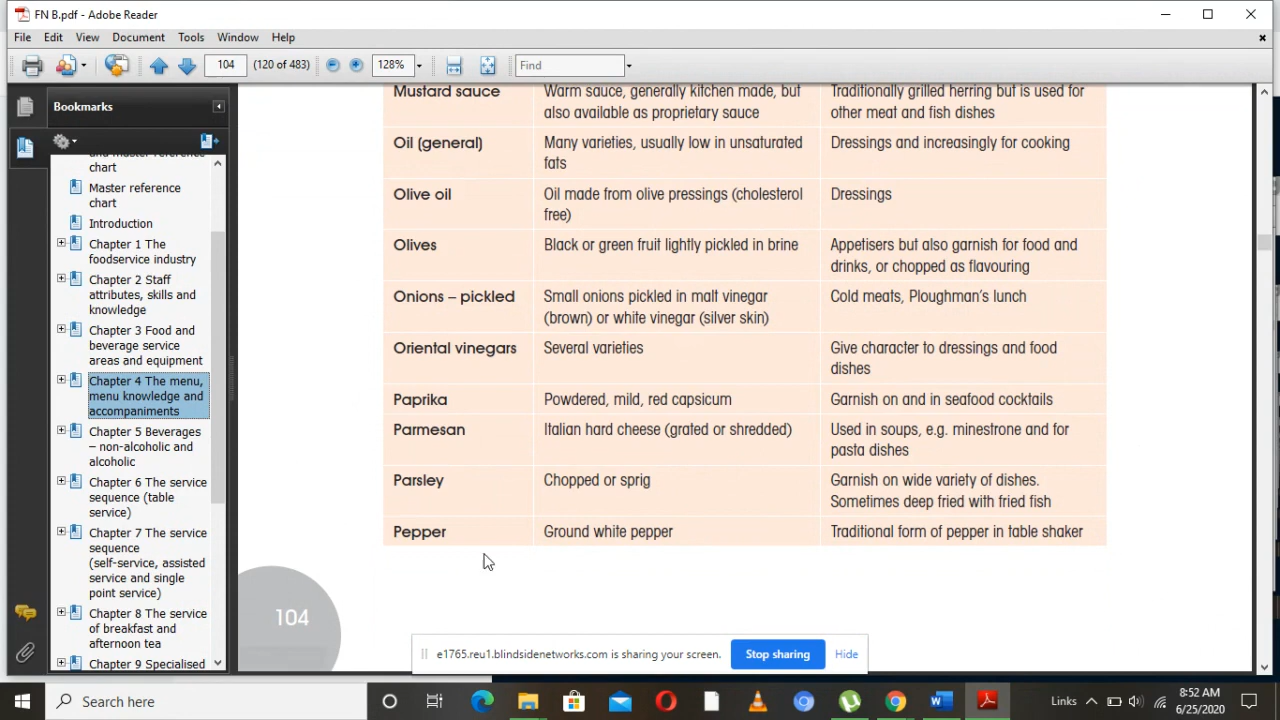 FN B.pdf - Adobe Reader
File Edit View Document Tools Window Help
104 (120 of 483) 128% Find
Bookmarks
and master reference
chart
Master reference
chart
Introduction
Chapter 1 The
foodservice industry
Chapter 2 Staff
attributes, skills and
knowledge
Chapter 3 Food and
beverage service
areas and equipment
Chapter 4 The menu,
menu knowledge and
accompaniments
Chapter 5 Beverages
– non-alcoholic and
alcoholic
Chapter 6 The service
sequence (table
service)
Chapter 7 The service
sequence
(self-service, assisted
service and single
point service)
Chapter 8 The service
of breakfast and
afternoon tea
Chapter 9 Specialised
Mustard sauce Warm sauce, generally kitchen made, but Traditionally grilled herring but is used for
also available as proprietary sauce other meat and fish dishes
Oil (general) Many varieties, usually low in unsaturated Dressings and increasingly for cooking
fats
Olive oil Oil made from olive pressings (cholesterol Dressings
free)
Olives Black or green fruit lightly pickled in brine Appetisers but also garnish for food and
drinks, or chopped as flavouring
Onions – pickled Small onions pickled in malt vinegar Cold meats, Ploughman's lunch
(brown) or white vinegar (silver skin)
Oriental vinegars Several varieties Give character to dressings and food
dishes
Paprika Powdered, mild, red capsicum Garnish on and in seafood cocktails
Parmesan Italian hard cheese (grated or shredded) Used in soups, e.g. minestrone and for
pasta dishes
Parsley Chopped or sprig Garnish on wide variety of dishes.
Sometimes deep fried with fried fish
Pepper Ground white pepper Traditional form of pepper in table shaker
104
e1765.reu1.blindsidenetworks.com is sharing your screen. Stop sharing Hide
Search here Links 8:52 AM
6/25/2020